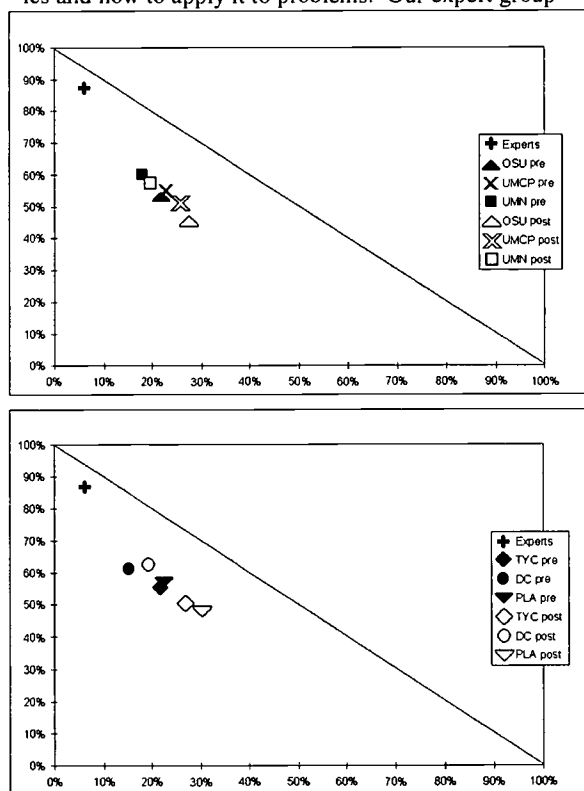 ies and how to apply it to problems. Our expert group
100%
90%
80%
70%
60%
50%
40%
30%
20%
10%
0%
0% 10% 20% 30% 40% 50% 60% 70% 80% 90% 100%
Experts
OSU pre
UMCP pre
UMN pre
OSU post
UMCP post
UMN post
100%
90%
80%
70%
60%
50%
40%
30%
20%
10%
0%
0% 10% 20% 30% 40% 50% 60% 70% 80% 90% 100%
Experts
TYC pre
DC pre
PLA pre
TYC post
DC post
PLA post